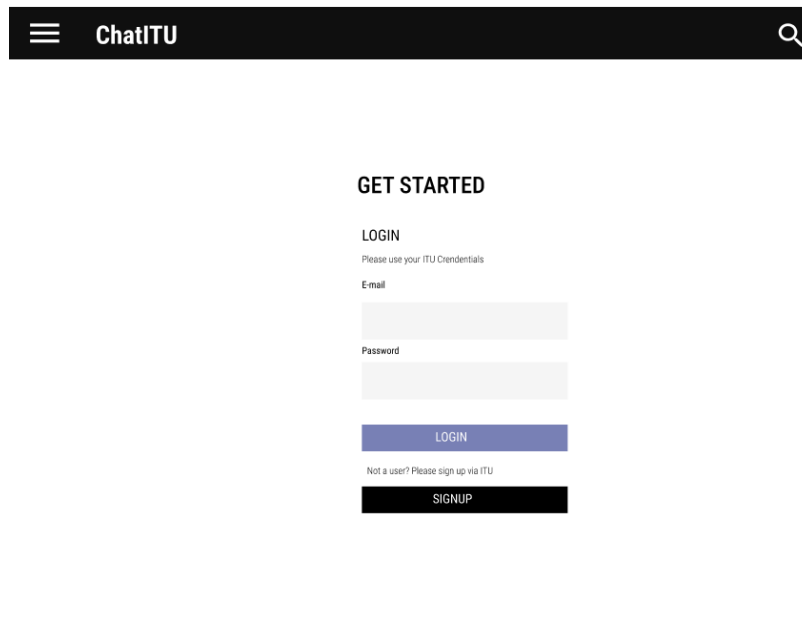 ChatITU
GET STARTED
LOGIN
Please use your ITU Crendentials
E-mail
Password
LOGIN
Not a user? Please sign up via ITU
SIGNUP